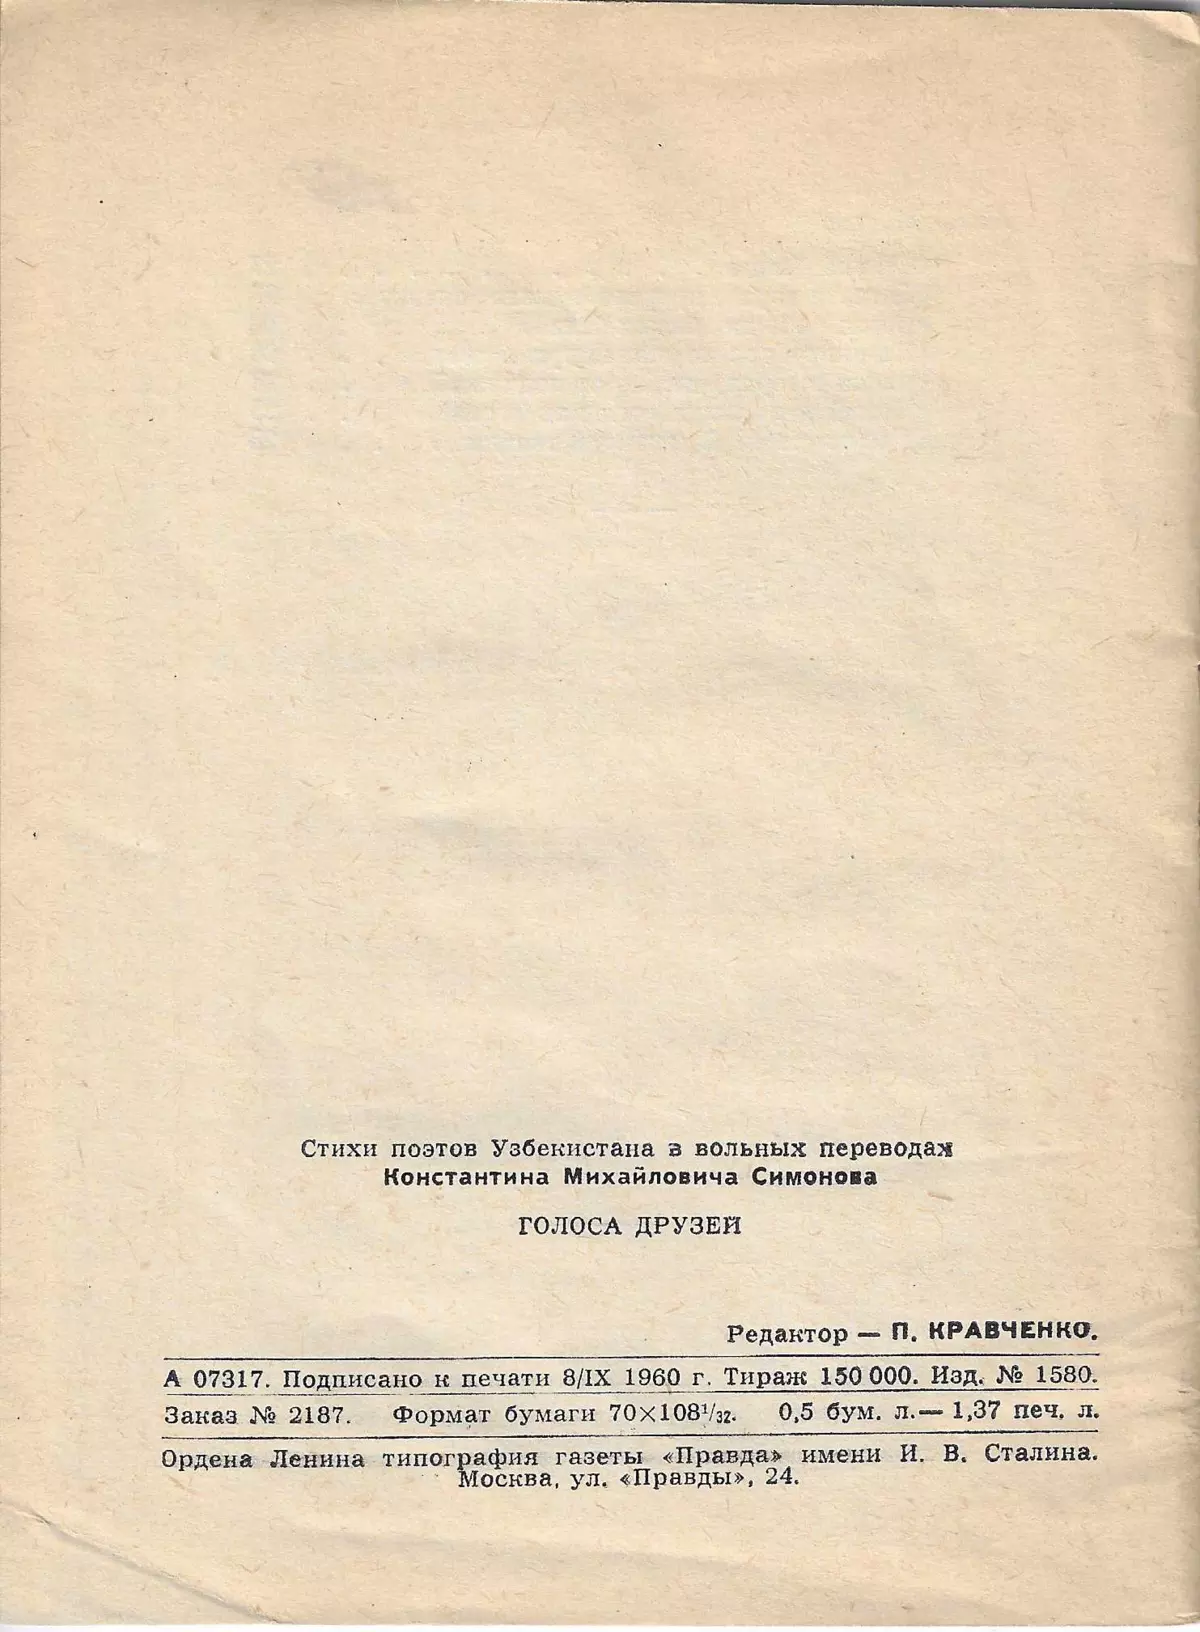 Стихи поэтов Узбекистана в вольных переводах
Константина Михайловича Симонова
ГОЛОСА ДРУЗЕЙ
Редактор — П. КРАВЧЕНКО.
А 07317. Подписано к печати 8/IX 1960 г. Тираж 150 000. Изд. № 1580.
Заказ № 2187. Формат бумаги 70×108¹/₃₂. 0,5 бум. л.— 1,37 печ. л.
Ордена Ленина типография газеты «Правда» имени И. В. Сталина.
Москва, ул. «Правды», 24.